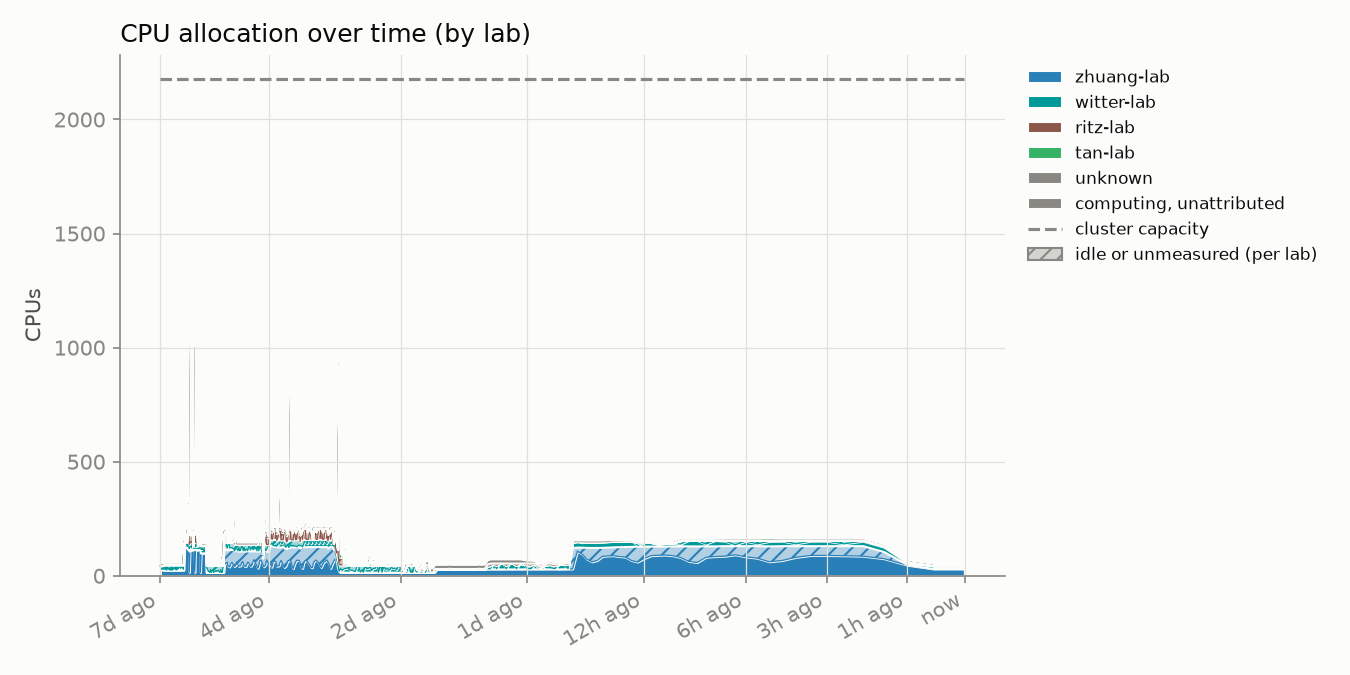 CPU allocation over time (by lab)
CPUs
2000
1500
1000
500
0
7d ago
4d ago
2d ago
1d ago
12h ago
6h ago
3h ago
1h ago
now
zhuang-lab
witter-lab
ritz-lab
tan-lab
unknown
computing, unattributed
cluster capacity
idle or unmeasured (per lab)